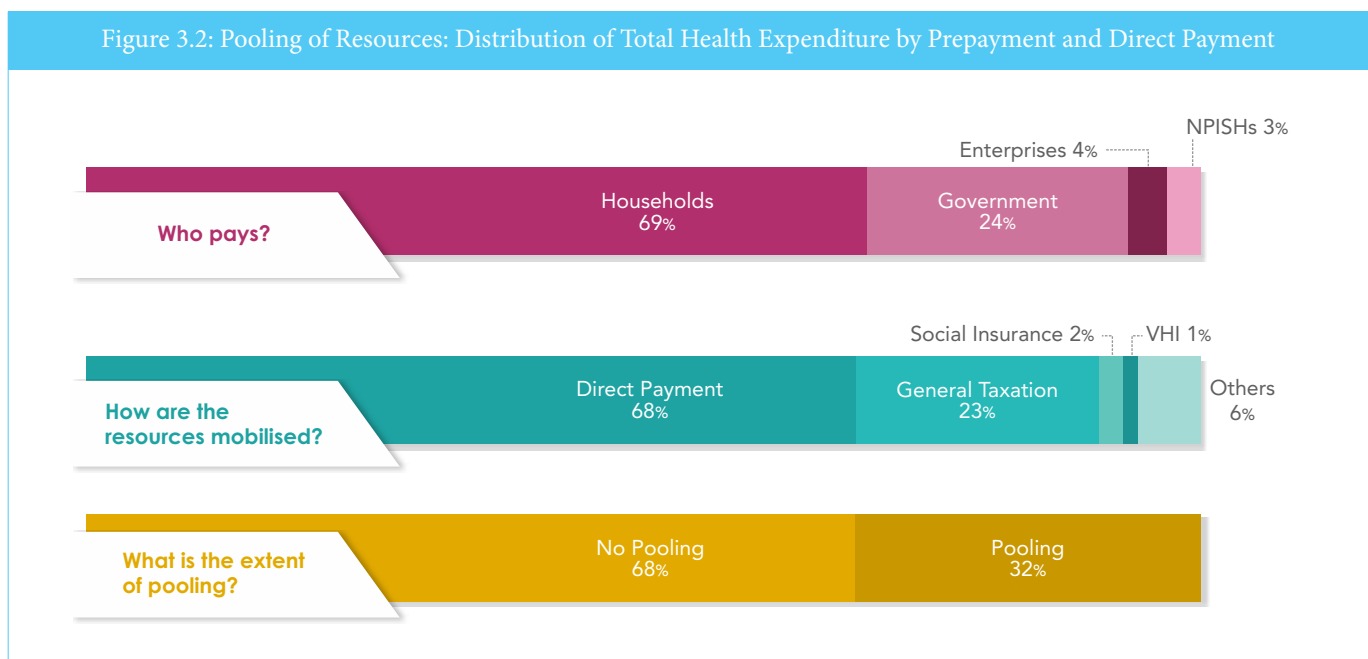 Figure 3.2: Pooling of Resources: Distribution of Total Health Expenditure by Prepayment and Direct Payment
NPISHs 3%
Enterprises 4%
Households
69%
Government
24%
Who pays?
Social Insurance 2%
VHI 1%
Direct Payment
68%
General Taxation
23%
Others
6%
How are the
resources mobilised?
No Pooling
68%
Pooling
32%
What is the extent
of pooling?